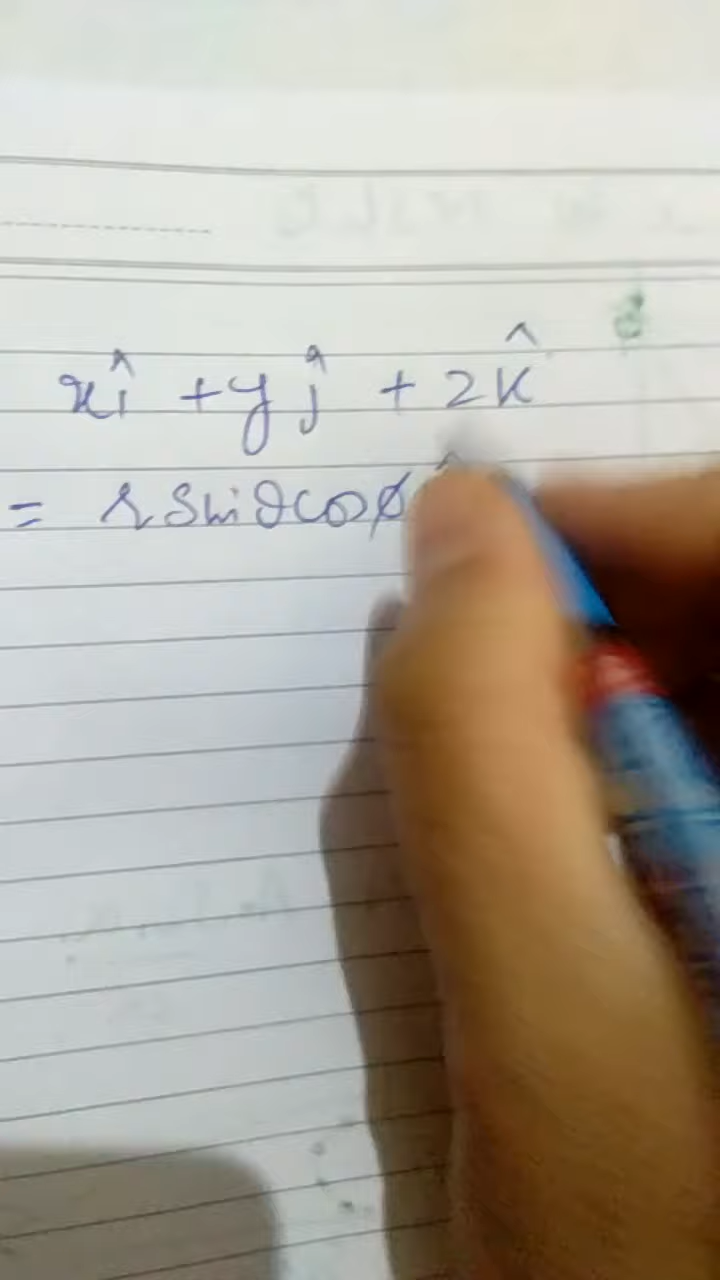 xî + yĵ + zk̂
= r sinθcosϕ